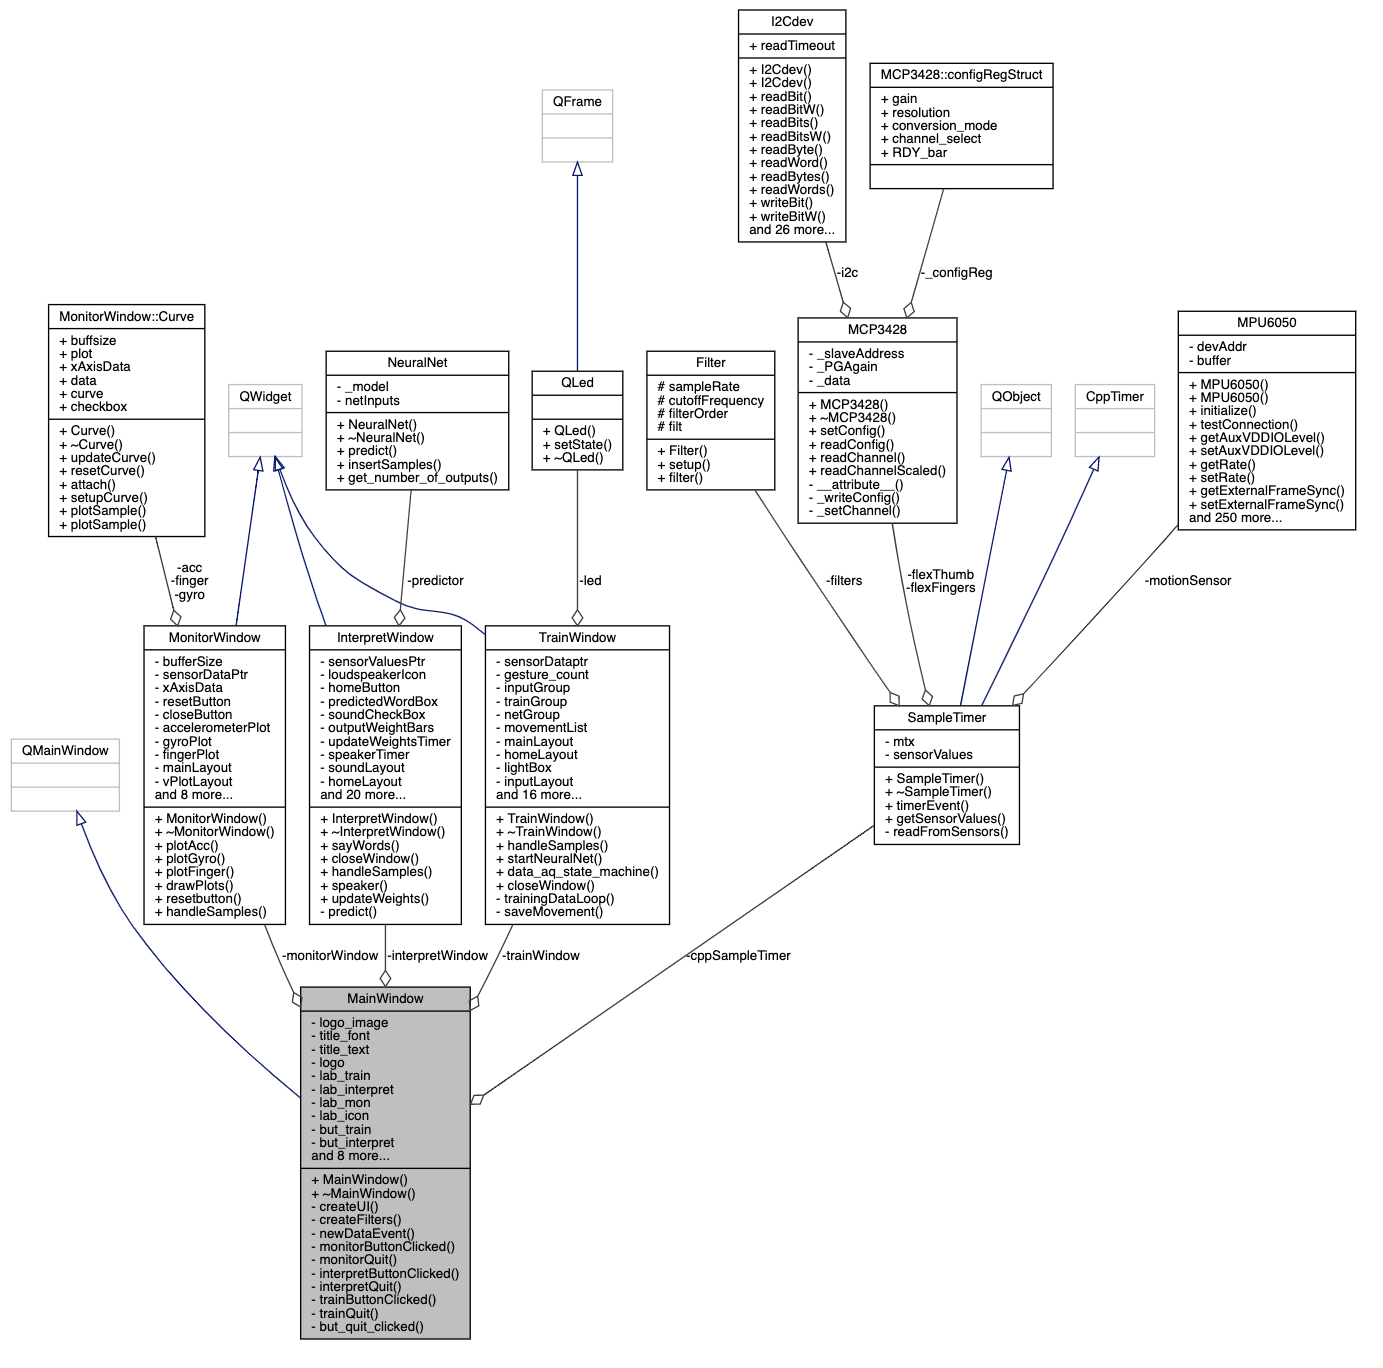 I2Cdev
+ readTimeout
+ I2Cdev()
+ I2Cdev()
+ readBit()
+ readBitW()
+ readBits()
+ readBitsW()
+ readByte()
+ readWord()
+ readBytes()
+ readWords()
+ writeBit()
+ writeBitW()
and 26 more...
MCP3428::configRegStruct
+ gain
+ resolution
+ conversion_mode
+ channel_select
+ RDY_bar
QFrame
-i2c
-_configReg
MonitorWindow::Curve
+ buffsize
+ plot
+ xAxisData
+ data
+ curve
+ checkbox
+ Curve()
+ ~Curve()
+ updateCurve()
+ resetCurve()
+ attach()
+ setupCurve()
+ plotSample()
+ plotSample()
QWidget
NeuralNet
- _model
- netInputs
+ NeuralNet()
+ ~NeuralNet()
+ predict()
+ insertSamples()
+ get_number_of_outputs()
QLed
+ QLed()
+ setState()
+ ~QLed()
Filter
# sampleRate
# cutoffFrequency
# filterOrder
# filt
+ Filter()
+ setup()
+ filter()
MCP3428
- _slaveAddress
- _PGAgain
- _data
+ MCP3428()
+ ~MCP3428()
+ setConfig()
+ readConfig()
+ readChannel()
+ readChannelScaled()
- __attribute__()
- _writeConfig()
- _setChannel()
QObject
CppTimer
MPU6050
- devAddr
- buffer
+ MPU6050()
+ MPU6050()
+ initialize()
+ testConnection()
+ getAuxVDDIOLevel()
+ setAuxVDDIOLevel()
+ getRate()
+ setRate()
+ getExternalFrameSync()
+ setExternalFrameSync()
and 250 more...
-acc
-finger
-gyro
-predictor
-led
-filters
-flexThumb
-flexFingers
-motionSensor
QMainWindow
MonitorWindow
- bufferSize
- sensorDataPtr
- xAxisData
- resetButton
- closeButton
- accelerometerPlot
- gyroPlot
- fingerPlot
- mainLayout
- vPlotLayout
and 8 more...
+ MonitorWindow()
+ ~MonitorWindow()
+ plotAcc()
+ plotGyro()
+ plotFinger()
+ drawPlots()
+ resetbutton()
+ handleSamples()
InterpretWindow
- sensorValuesPtr
- loudspeakerIcon
- homeButton
- predictedWordBox
- soundCheckBox
- outputWeightBars
- updateWeightsTimer
- speakerTimer
- soundLayout
- homeLayout
and 20 more...
+ InterpretWindow()
+ ~InterpretWindow()
+ sayWords()
+ closeWindow()
+ handleSamples()
+ speaker()
+ updateWeights()
- predict()
TrainWindow
- sensorDataptr
- gesture_count
- inputGroup
- trainGroup
- netGroup
- movementList
- mainLayout
- homeLayout
- lightBox
- inputLayout
and 16 more...
+ TrainWindow()
+ ~TrainWindow()
+ handleSamples()
+ startNeuralNet()
+ data_aq_state_machine()
+ closeWindow()
- trainingDataLoop()
- saveMovement()
SampleTimer
- mtx
- sensorValues
+ SampleTimer()
+ ~SampleTimer()
+ timerEvent()
+ getSensorValues()
- readFromSensors()
-monitorWindow
-interpretWindow
-trainWindow
-cppSampleTimer
MainWindow
- logo_image
- title_font
- title_text
- logo
- lab_train
- lab_interpret
- lab_mon
- lab_icon
- but_train
- but_interpret
and 8 more...
+ MainWindow()
+ ~MainWindow()
- createUI()
- createFilters()
- newDataEvent()
- monitorButtonClicked()
- monitorQuit()
- interpretButtonClicked()
- interpretQuit()
- trainButtonClicked()
- trainQuit()
- but_quit_clicked()